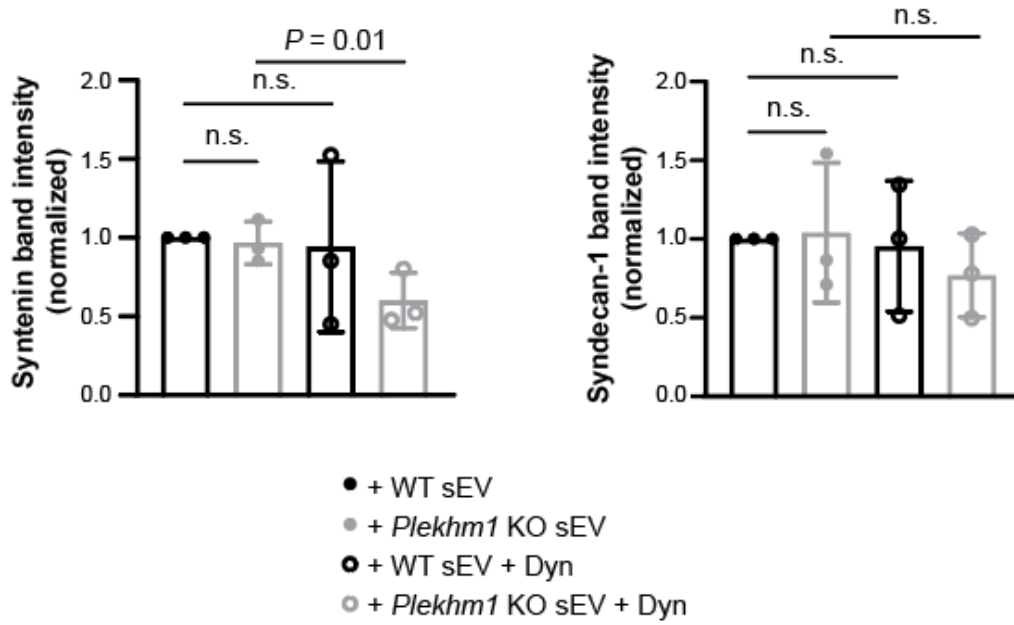 P = 0.01
n.s.
n.s.
Syntenin band intensity
(normalized)
2.0
1.5
1.0
0.5
0.0
n.s.
n.s.
n.s.
Syndecan-1 band intensity
(normalized)
2.0
1.5
1.0
0.5
0.0
+ WT sEV
+ Plekhm1 KO sEV
+ WT sEV + Dyn
+ Plekhm1 KO sEV + Dyn